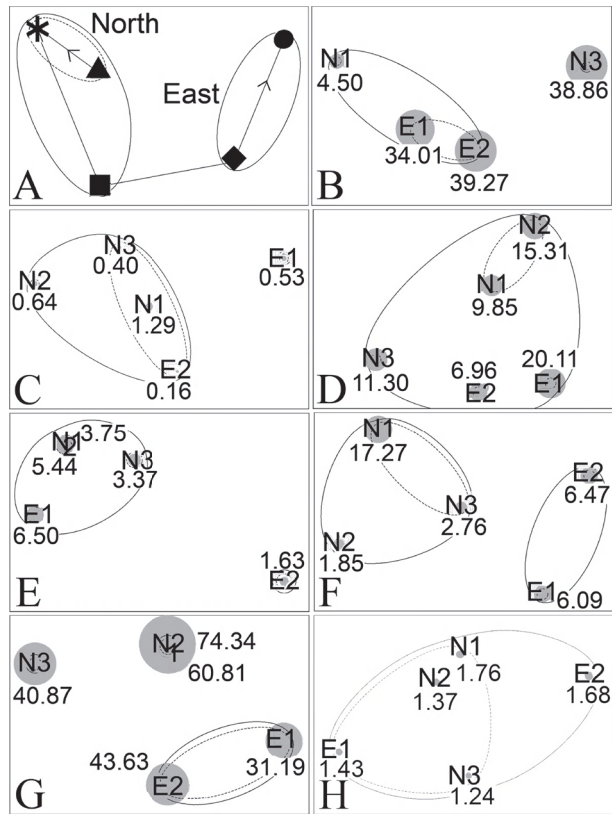 North
East
A
N1
4.50
N3
38.86
E1
34.01
E2
39.27
B
N3
0.40
E1
0.53
N2
0.64
N1
1.29
E2
0.16
C
N2
15.31
N1
9.85
N3
11.30
6.96
E2
20.11
E1
D
N1
2
3.75
5.44
N3
3.37
E1
6.50
1.63
E2
E
N1
17.27
E2
6.47
N3
2.76
N2
1.85
E1
6.09
F
N2
1
74.34
60.81
N3
40.87
E1
31.19
43.63
E2
G
N1
1.76
N2
1.37
E2
1.68
E1
1.43
N3
1.24
H